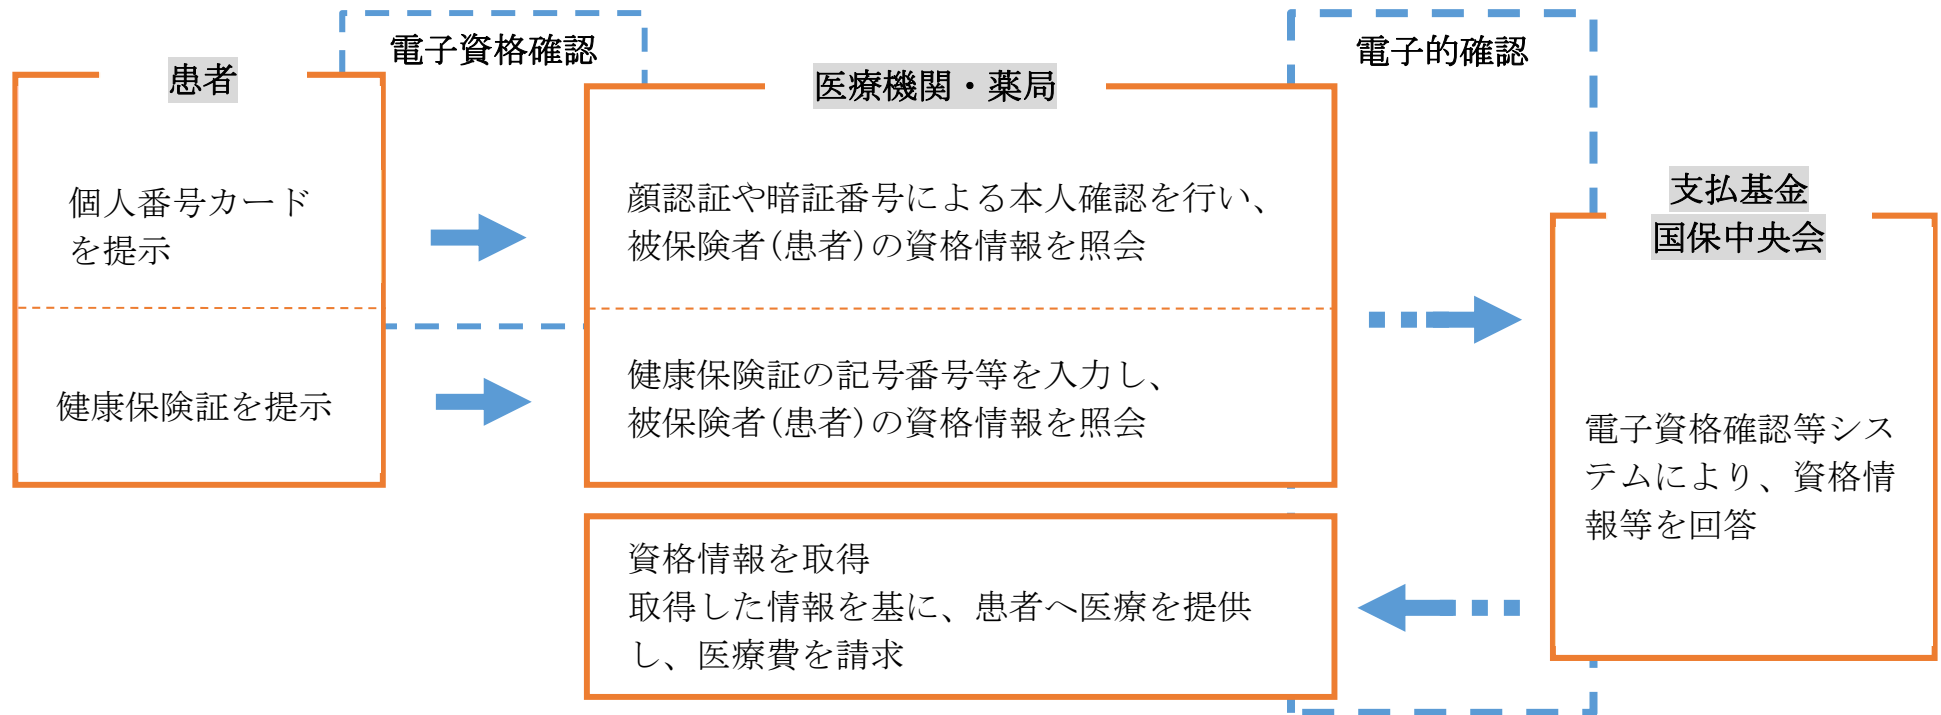 電子資格確認
電子的確認
患者
医療機関・薬局
個人番号カード
を提示
顔認証や暗証番号による本人確認を行い、
被保険者(患者)の資格情報を照会
支払基金
国保中央会
健康保険証を提示
健康保険証の記号番号等を入力し、
被保険者(患者)の資格情報を照会
電子資格確認等シス
テムにより、資格情
報等を回答
資格情報を取得
取得した情報を基に、患者へ医療を提供
し、医療費を請求